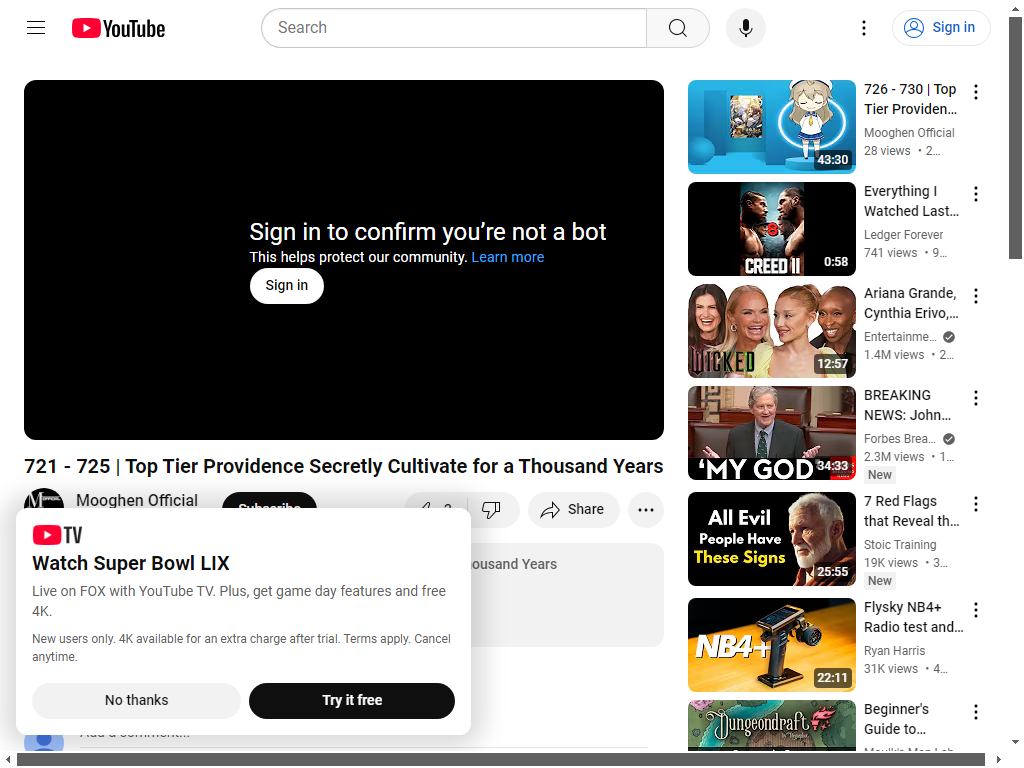 YouTube
Search
Sign in
Sign in to confirm you're not a bot
This helps protect our community. Learn more
Sign in
721 - 725 | Top Tier Providence Secretly Cultivate for a Thousand Years
Mooghen Official
Subscribe
2
Share
ousand Years
TV
Watch Super Bowl LIX
Live on FOX with YouTube TV. Plus, get game day features and free
4K.
New users only. 4K available for an extra charge after trial. Terms apply. Cancel
anytime.
No thanks
Try it free
Add a comment...
43:30
726 - 730 | Top
Tier Providen...
Mooghen Official
28 views • 2...
8
CREED II
0:58
Everything I
Watched Last...
Ledger Forever
741 views • 9...
WICKED
12:57
Ariana Grande,
Cynthia Erivo,...
Entertainme...
1.4M views • 2...
'MY GOD
34:33
BREAKING
NEWS: John...
Forbes Brea...
2.3M views • 1...
New
All Evil
People Have
These Signs
25:55
7 Red Flags
that Reveal th...
Stoic Training
19K views • 3...
New
NB4+
22:11
Flysky NB4+
Radio test and...
Ryan Harris
31K views • 4...
Dungeondraft
Beginner's
Guide to...